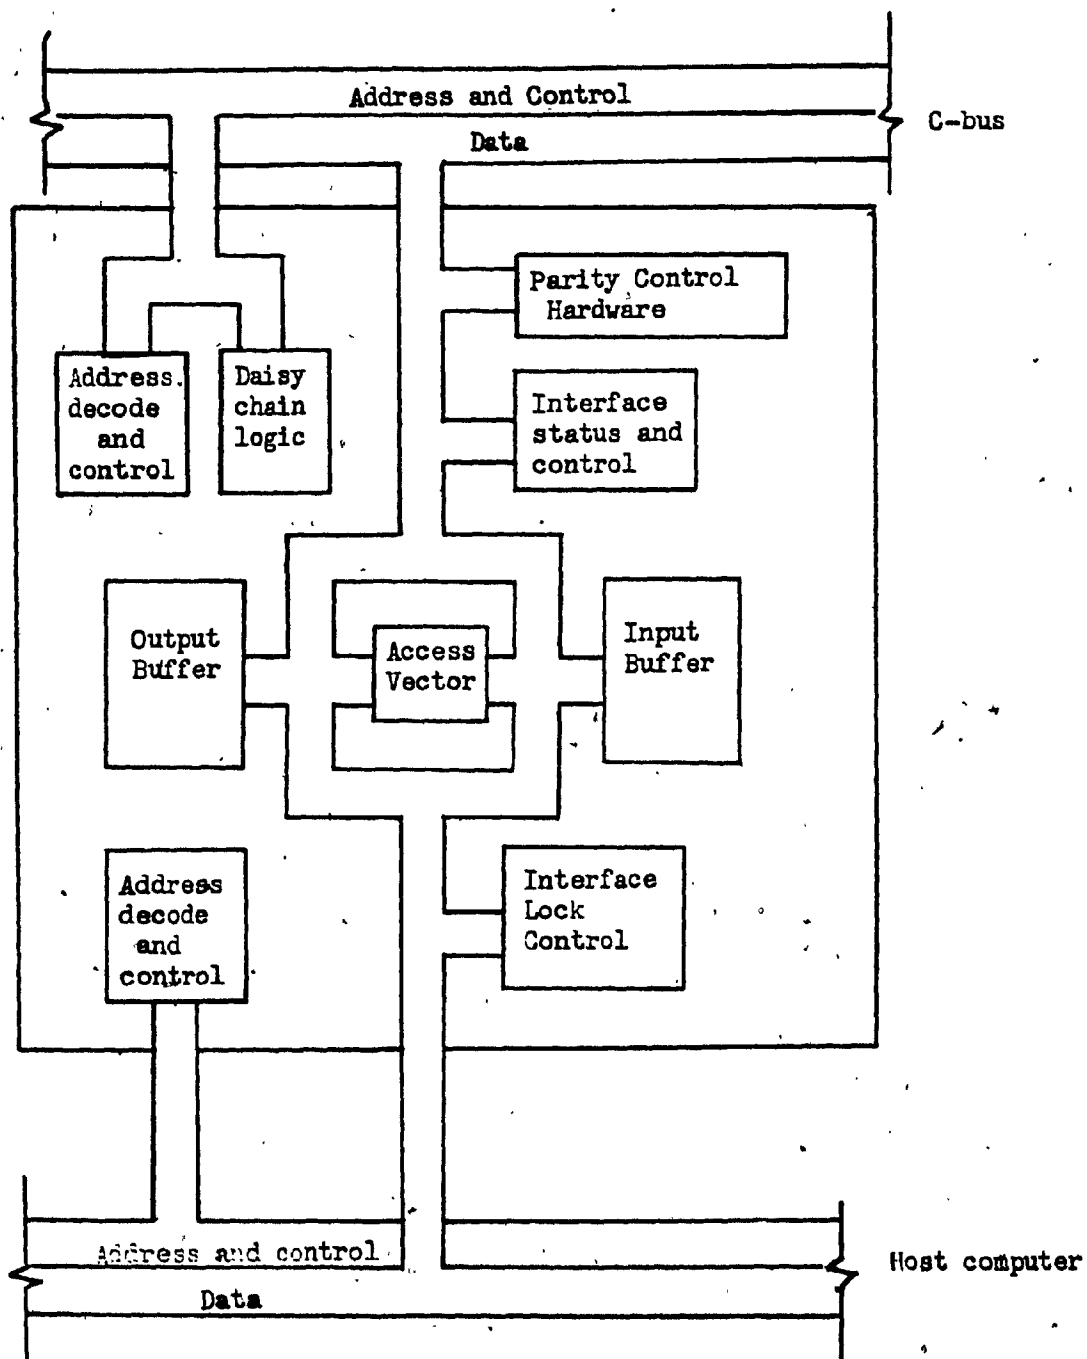 Address and Control
C-bus
Data
Parity Control
Hardware
Address
decode
and
control
Daisy
chain
logic
Interface
status and
control
Output
Buffer
Access
Vector
Input
Buffer
Address
decode
and
control
Interface
Lock
Control
Address and control
Host computer
Data